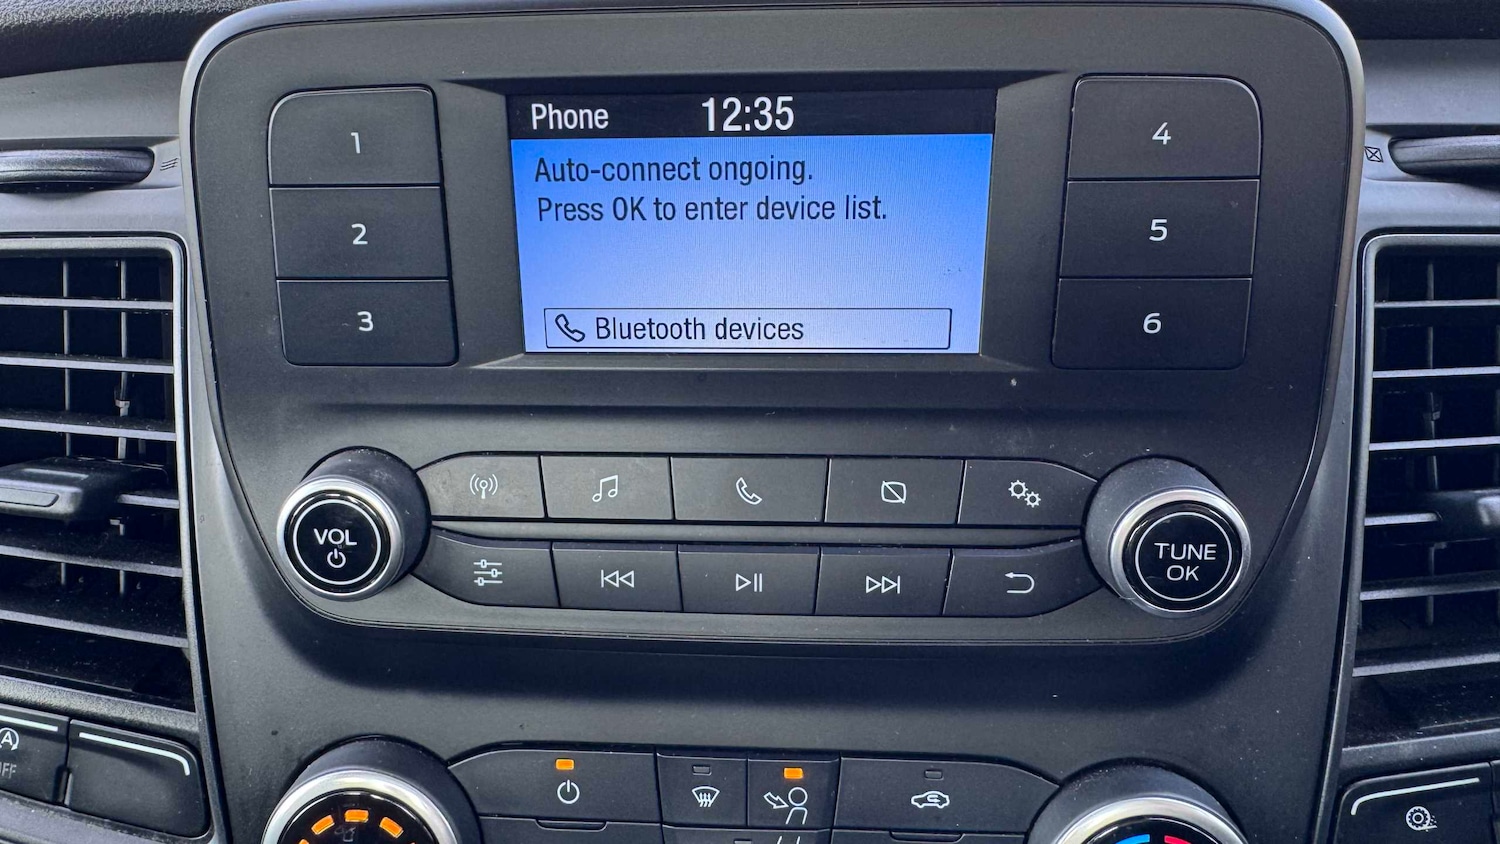 Phone 12:35
Auto-connect ongoing.
Press OK to enter device list.
Bluetooth devices
1
2
3
4
5
6
VOL
TUNE
OK
A